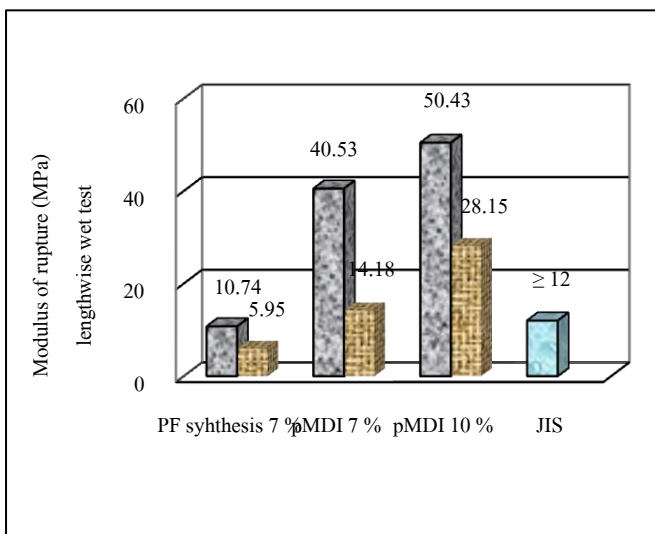 Modulus of rupture (MPa)
lengthwise wet test
60
40
20
0
10.74
5.95
40.53
14.18
50.43
28.15
≥ 12
PF syhthesis 7 %
pMDI 7 %
pMDI 10 %
JIS